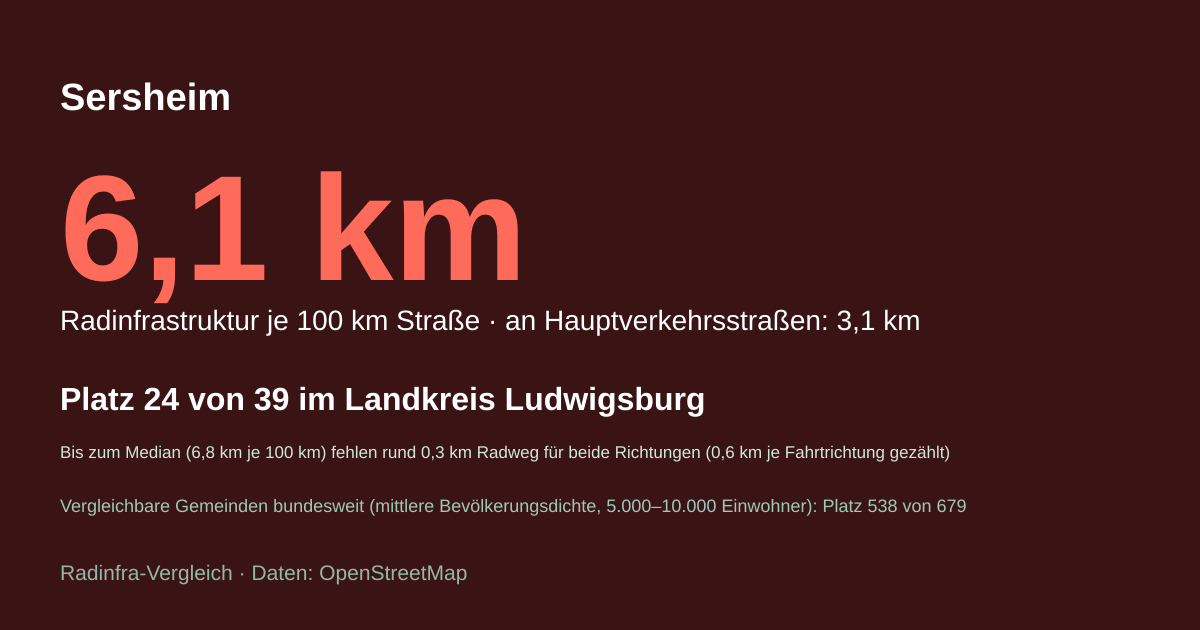 Sersheim
6,1 km
Radinfrastruktur je 100 km Straße · an Hauptverkehrsstraßen: 3,1 km
Platz 24 von 39 im Landkreis Ludwigsburg
Bis zum Median (6,8 km je 100 km) fehlen rund 0,3 km Radweg für beide Richtungen (0,6 km je Fahrtrichtung gezählt)
Vergleichbare Gemeinden bundesweit (mittlere Bevölkerungsdichte, 5.000–10.000 Einwohner): Platz 538 von 679
Radinfra-Vergleich · Daten: OpenStreetMap